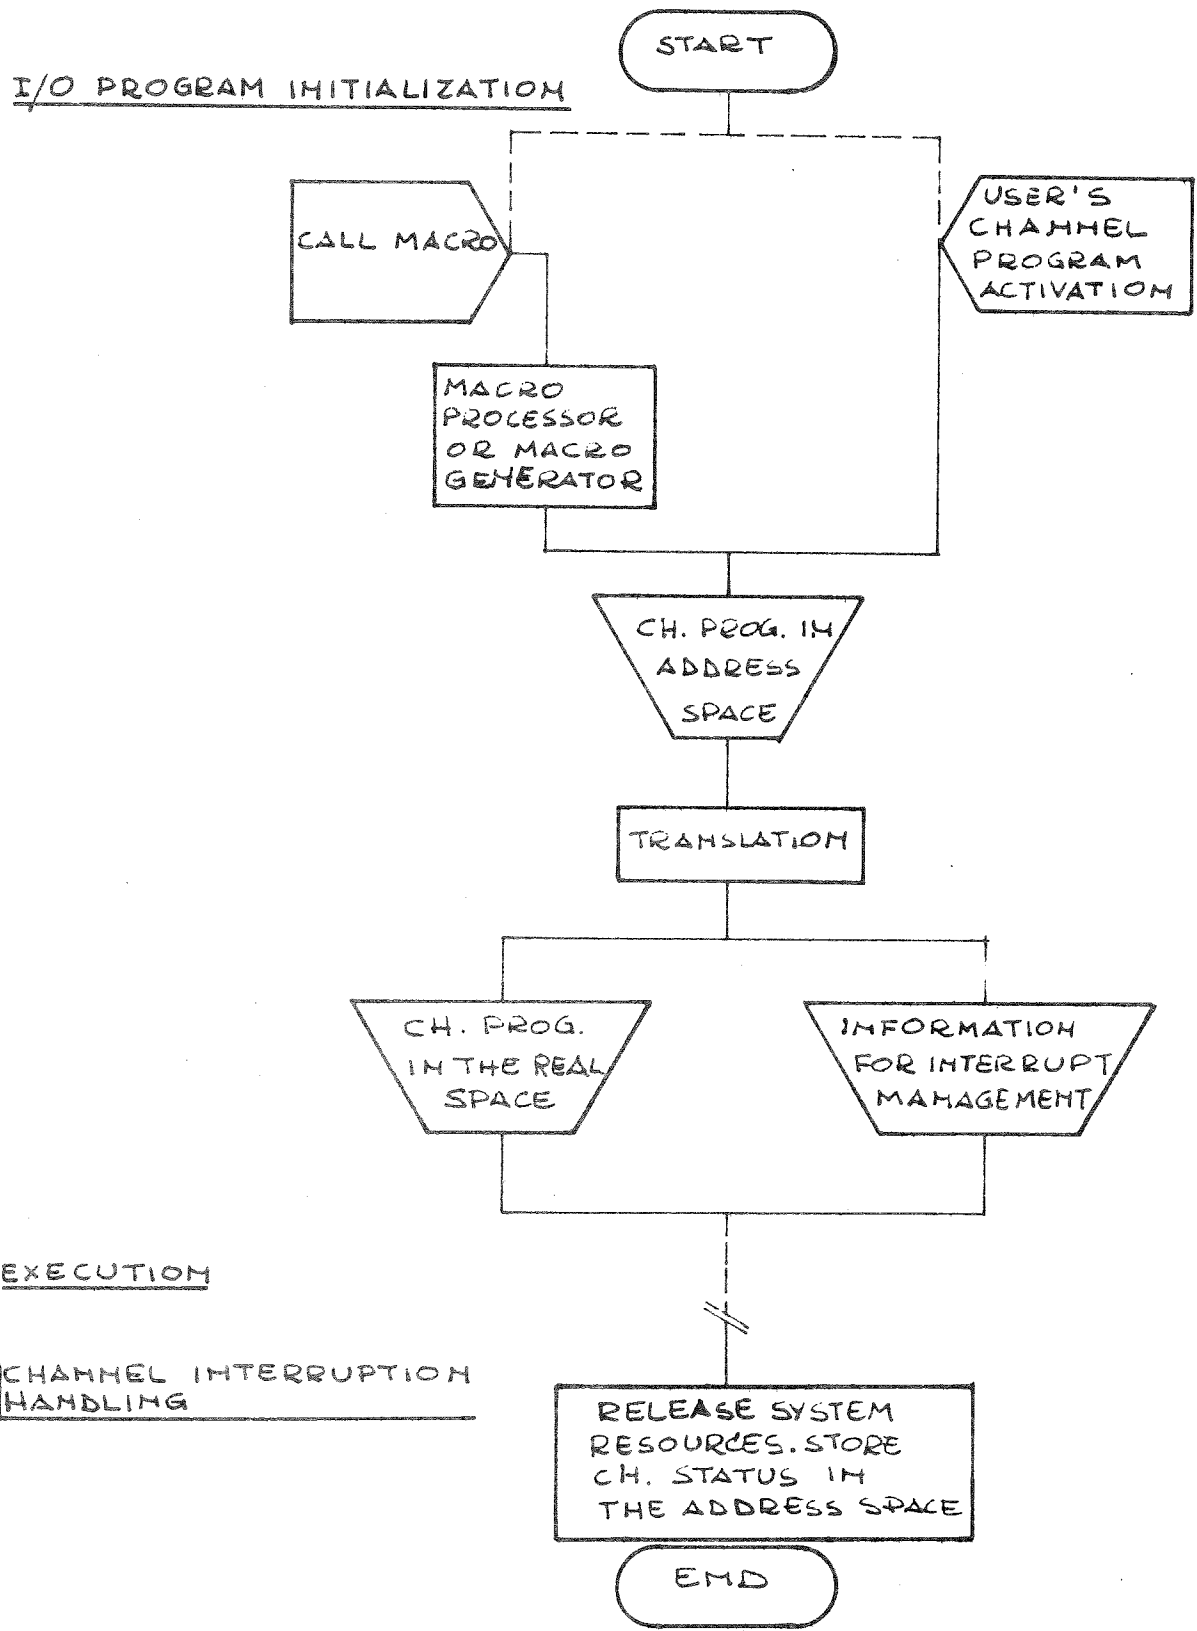 START
I/O PROGRAM INITIALIZATION
CALL MACRO
USER'S
CHANNEL
PROGRAM
ACTIVATION
MACRO
PROCESSOR
OR MACRO
GENERATOR
CH. PROG. IN
ADDRESS
SPACE
TRANSLATION
CH. PROG.
IN THE REAL
SPACE
INFORMATION
FOR INTERRUPT
MANAGEMENT
EXECUTION
CHANNEL INTERRUPTION
HANDLING
RELEASE SYSTEM
RESOURCES. STORE
CH. STATUS IN
THE ADDRESS SPACE
END